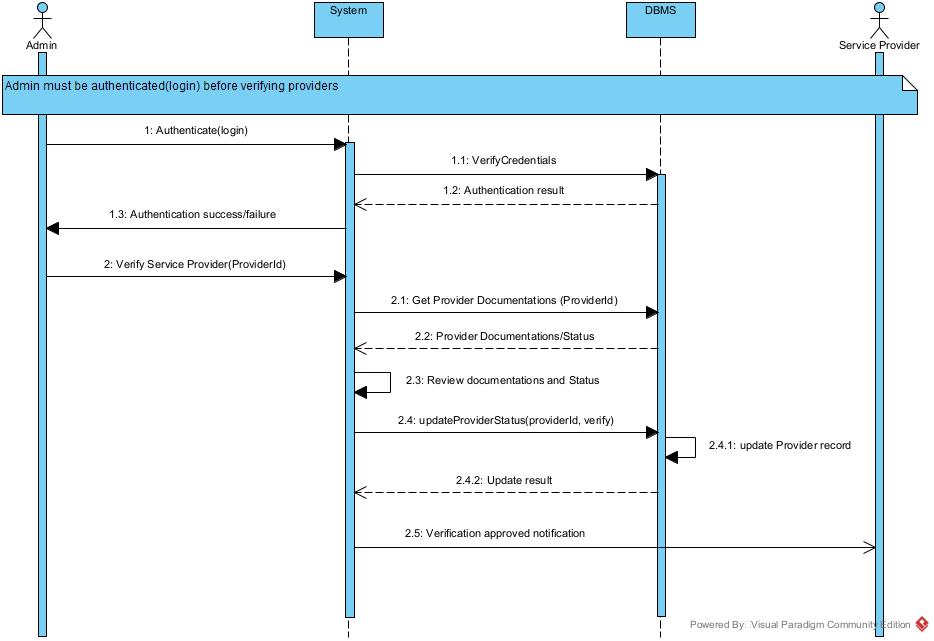 System
DBMS
Admin
Service Provider
Admin must be authenticated(login) before verifying providers
1: Authenticate(login)
1.1: VerifyCredentials
1.2: Authentication result
1.3: Authentication success/failure
2: Verify Service Provider(ProviderId)
2.1: Get Provider Documentations (ProviderId)
2.2: Provider Documentations/Status
2.3: Review documentations and Status
2.4: updateProviderStatus(providerId, verify)
2.4.1: update Provider record
2.4.2: Update result
2.5: Verification approved notification
Powered By Visual Paradigm Community Edition